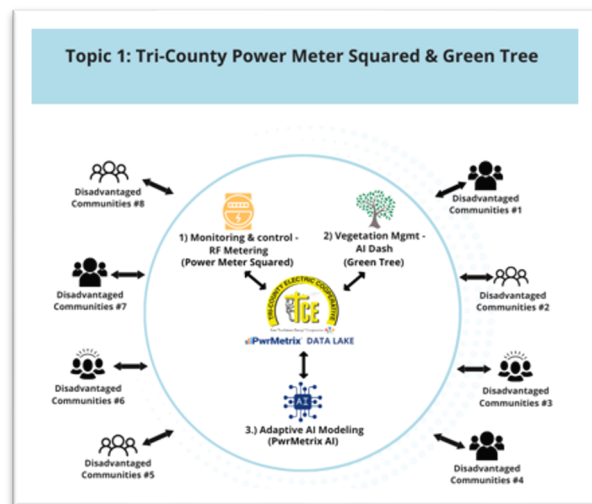 Topic 1: Tri-County Power Meter Squared & Green Tree
Disadvantaged
Communities #8
Disadvantaged
Communities #1
1) Monitoring & control -
RF Metering
(Power Meter Squared)
2) Vegetation Mgmt -
AI Dash
(Green Tree)
Disadvantaged
Communities #7
Disadvantaged
Communities #2
TRI-COUNTY ELECTRIC COOPERATIVE
TCE
PwrMetrix DATA LAKE
Disadvantaged
Communities #6
Disadvantaged
Communities #3
AI
3.) Adaptive AI Modeling
(PwrMetrix AI)
Disadvantaged
Communities #5
Disadvantaged
Communities #4